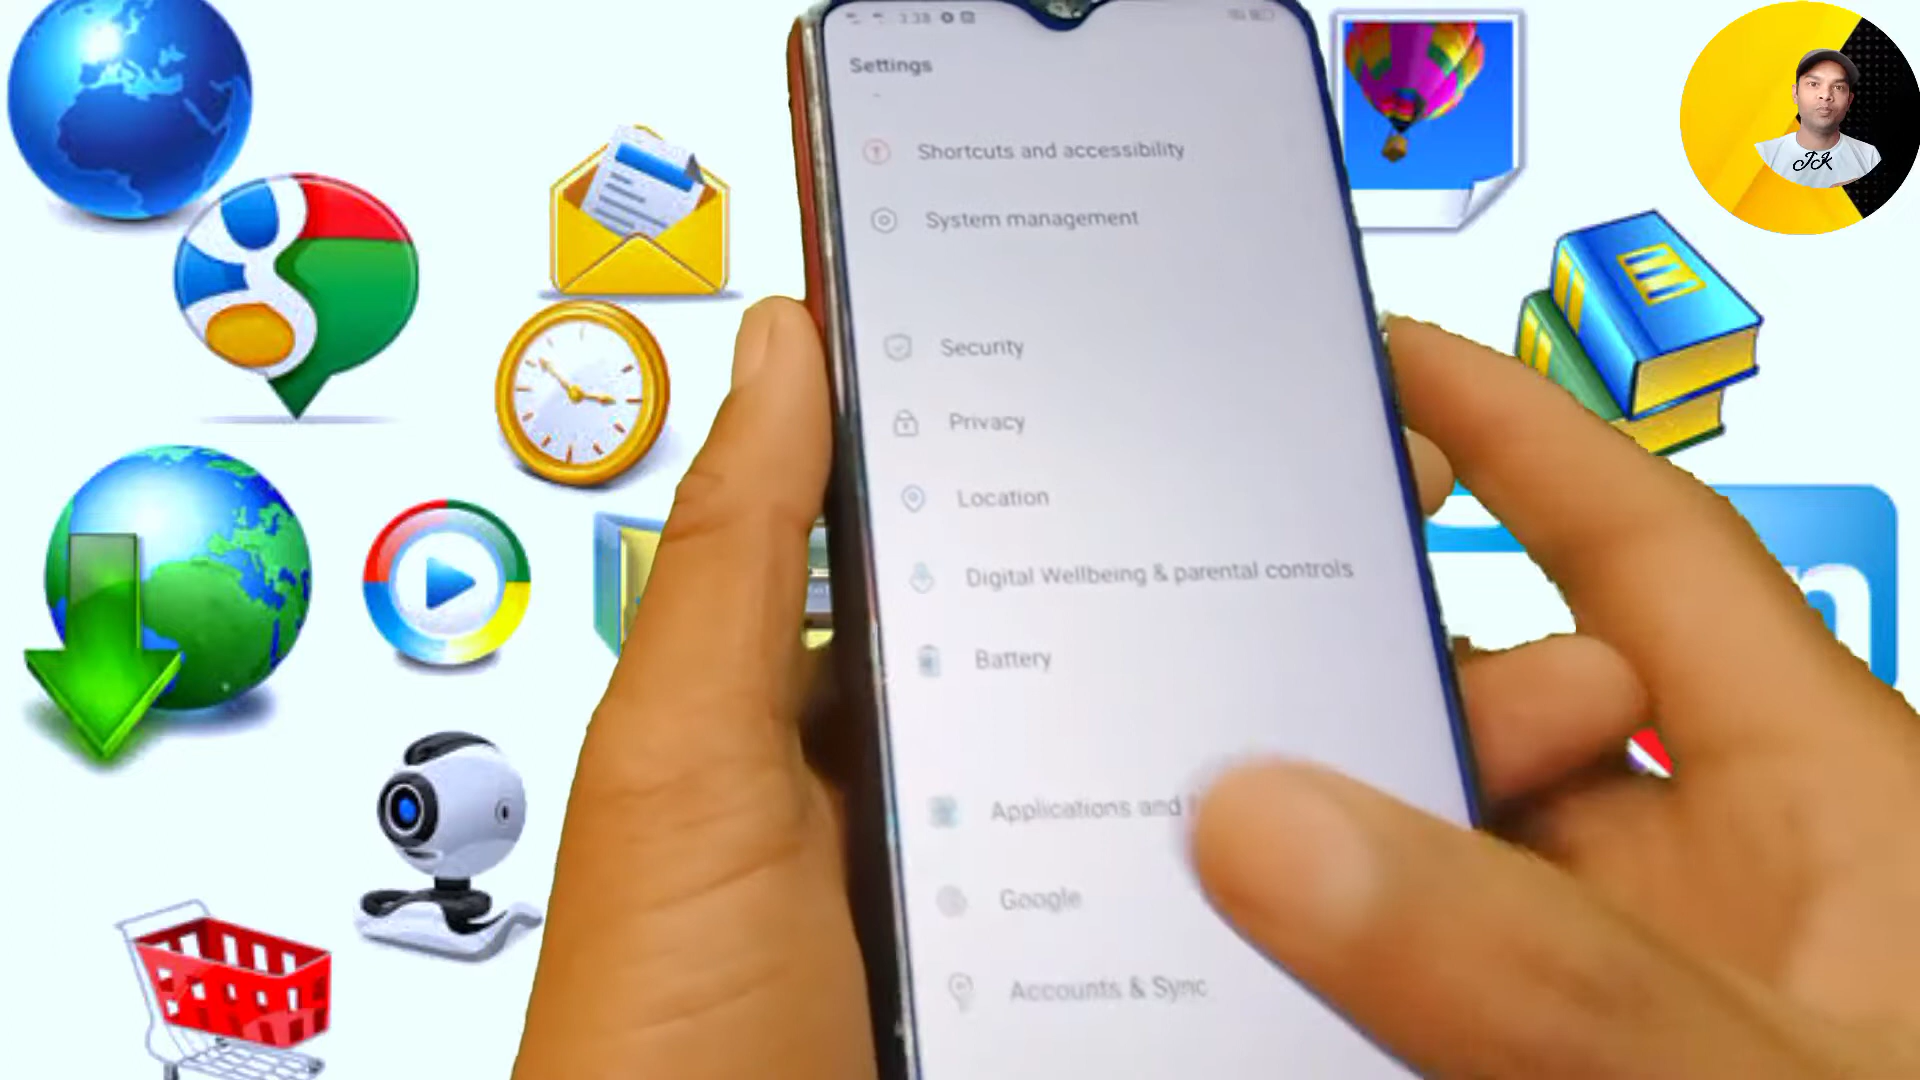 Settings
Shortcuts and accessibility
System management
Security
Privacy
Location
Digital Wellbeing & parental controls
Battery
Applications and
Google
Accounts & Sync
JK